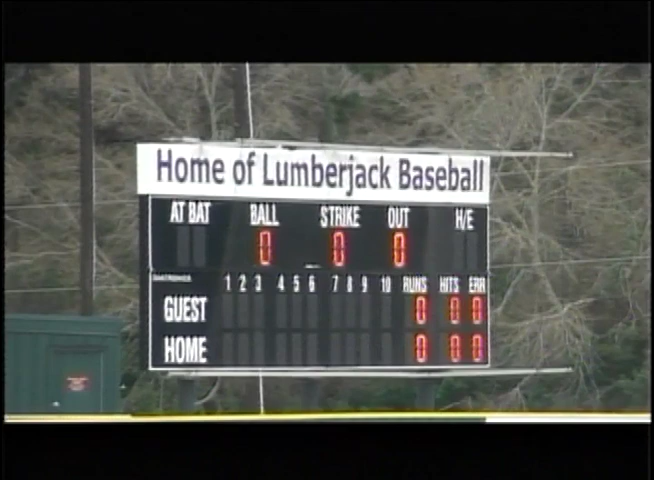 Home of Lumberjack Baseball
AT BAT BALL STRIKE OUT H/E
0 0 0
DAKTRONICS 1 2 3 4 5 6 7 8 9 10 RUNS HITS ERR
GUEST 0 0 0
HOME 0 0 0